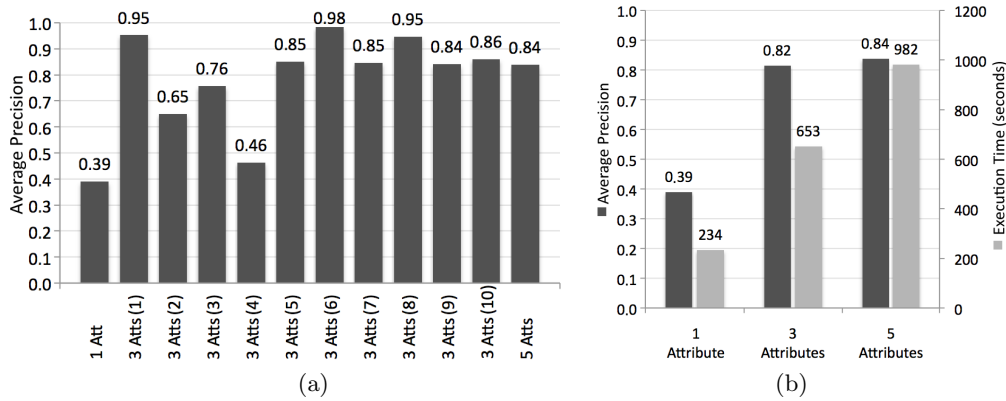 Average Precision
1.0
0.9
0.8
0.7
0.6
0.5
0.4
0.3
0.2
0.1
0.0
0.39
0.95
0.65
0.76
0.46
0.85
0.98
0.85
0.95
0.84
0.86
0.84
1 Att
3 Atts (1)
3 Atts (2)
3 Atts (3)
3 Atts (4)
3 Atts (5)
3 Atts (6)
3 Atts (7)
3 Atts (8)
3 Atts (9)
3 Atts (10)
5 Atts
(a)
Average Precision
1.0
0.9
0.8
0.7
0.6
0.5
0.4
0.3
0.2
0.1
0.0
0.39
234
0.82
653
0.84
982
1
Attribute
3
Attributes
5
Attributes
1200
1000
800
600
400
200
0
Execution Time (seconds)
(b)